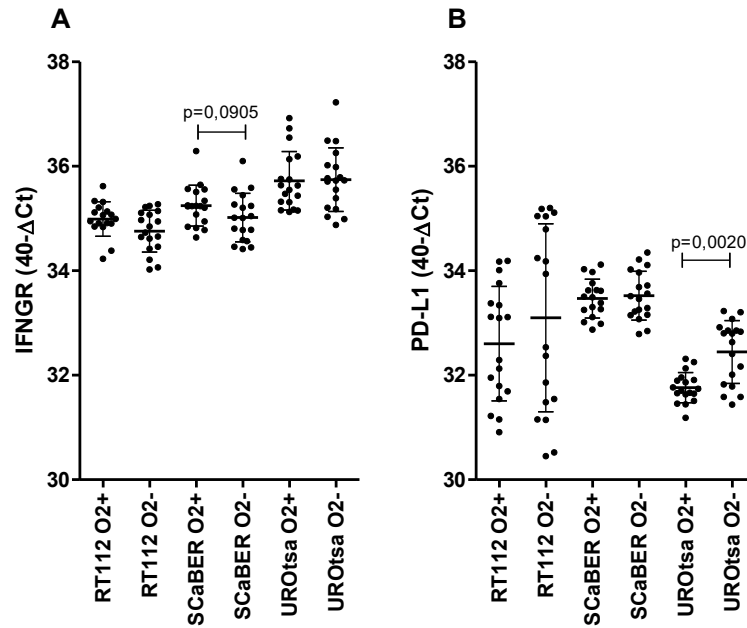 A
IFNGR (40-ΔCt)
38
36
34
32
30
p=0,0905
RT112 O2+
RT112 O2-
SCaBER O2+
SCaBER O2-
UROtsa O2+
UROtsa O2-
B
PD-L1 (40-ΔCt)
38
36
34
32
30
p=0,0020
RT112 O2+
RT112 O2-
SCaBER O2+
SCaBER O2-
UROtsa O2+
UROtsa O2-